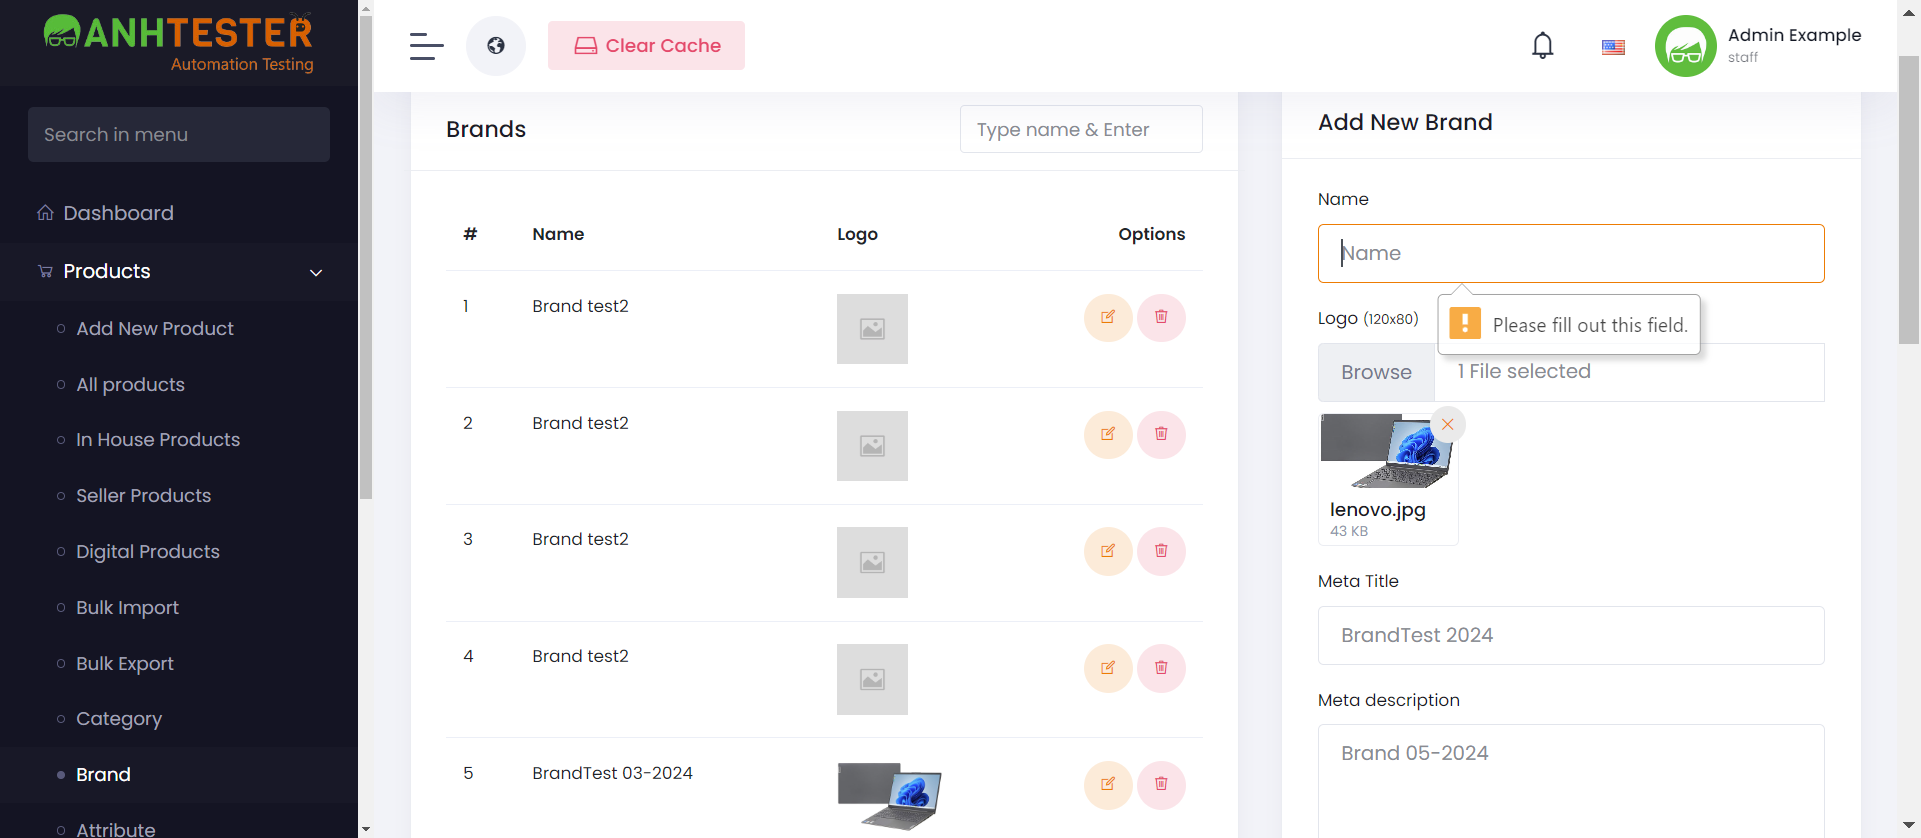 ANHTESTER
Automation Testing
Search in menu
Dashboard
Products
Add New Product
All products
In House Products
Seller Products
Digital Products
Bulk Import
Bulk Export
Category
Brand
Attribute
Clear Cache
Admin Example
staff
Brands
Type name & Enter
# Name Logo Options
1 Brand test2
2 Brand test2
3 Brand test2
4 Brand test2
5 BrandTest 03-2024
Add New Brand
Name
Name
Please fill out this field.
Logo (120x80)
Browse 1 File selected
lenovo.jpg
43 KB
Meta Title
BrandTest 2024
Meta description
Brand 05-2024